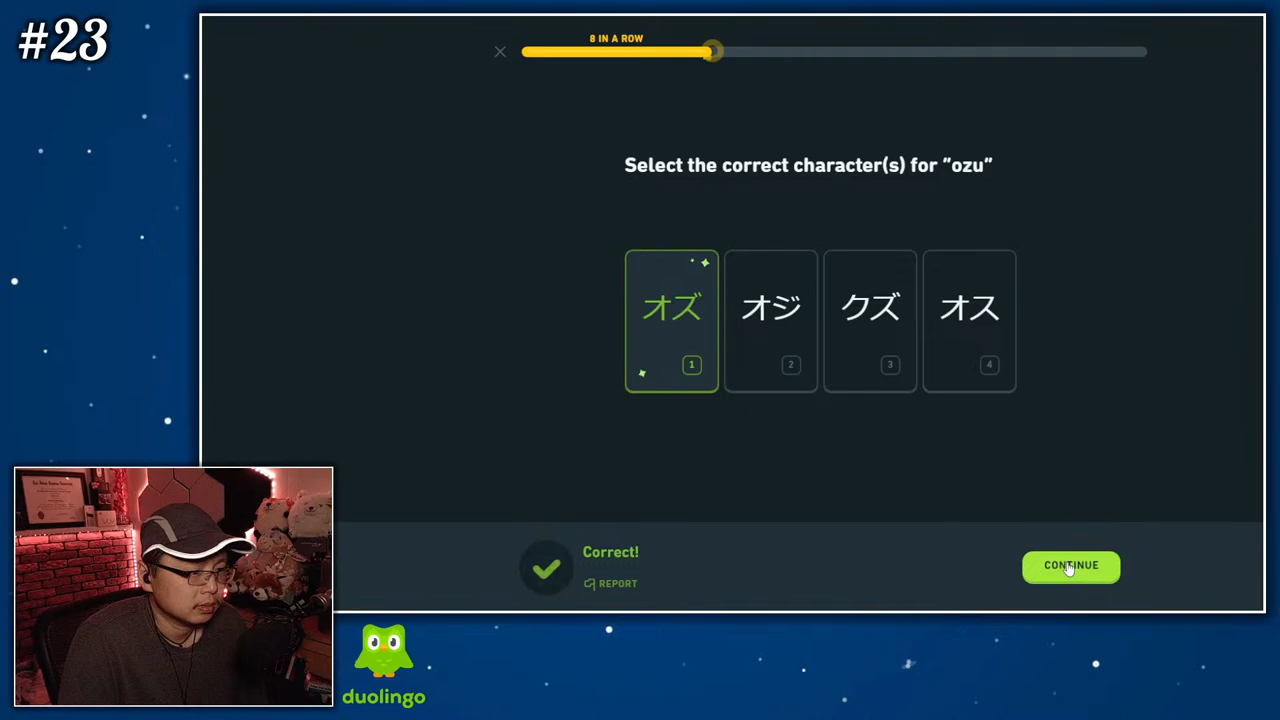 #23
8 IN A ROW
Select the correct character(s) for “ozu”
オズ
1
オジ
2
クズ
3
オス
4
Correct!
REPORT
CONTINUE
duolingo